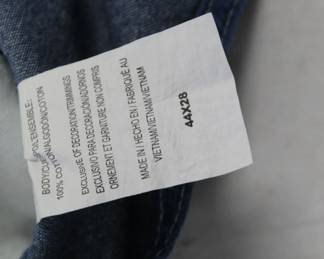 BODY/CUERPO/
ENSEMBLE:
ALGODÓN/COTON
100% COTTON
EXCLUSIVE OF DECORATION/TRIMMINGS
EXCLUSIVO PARA DECORACIÓN/ADORNOS
ORNEMENT ET GARNITURE NON COMPRIS
MADE IN / HECHO EN / FABRIQUÉ AU
VIETNAM/VIETNAM/VIETNAM
44X28